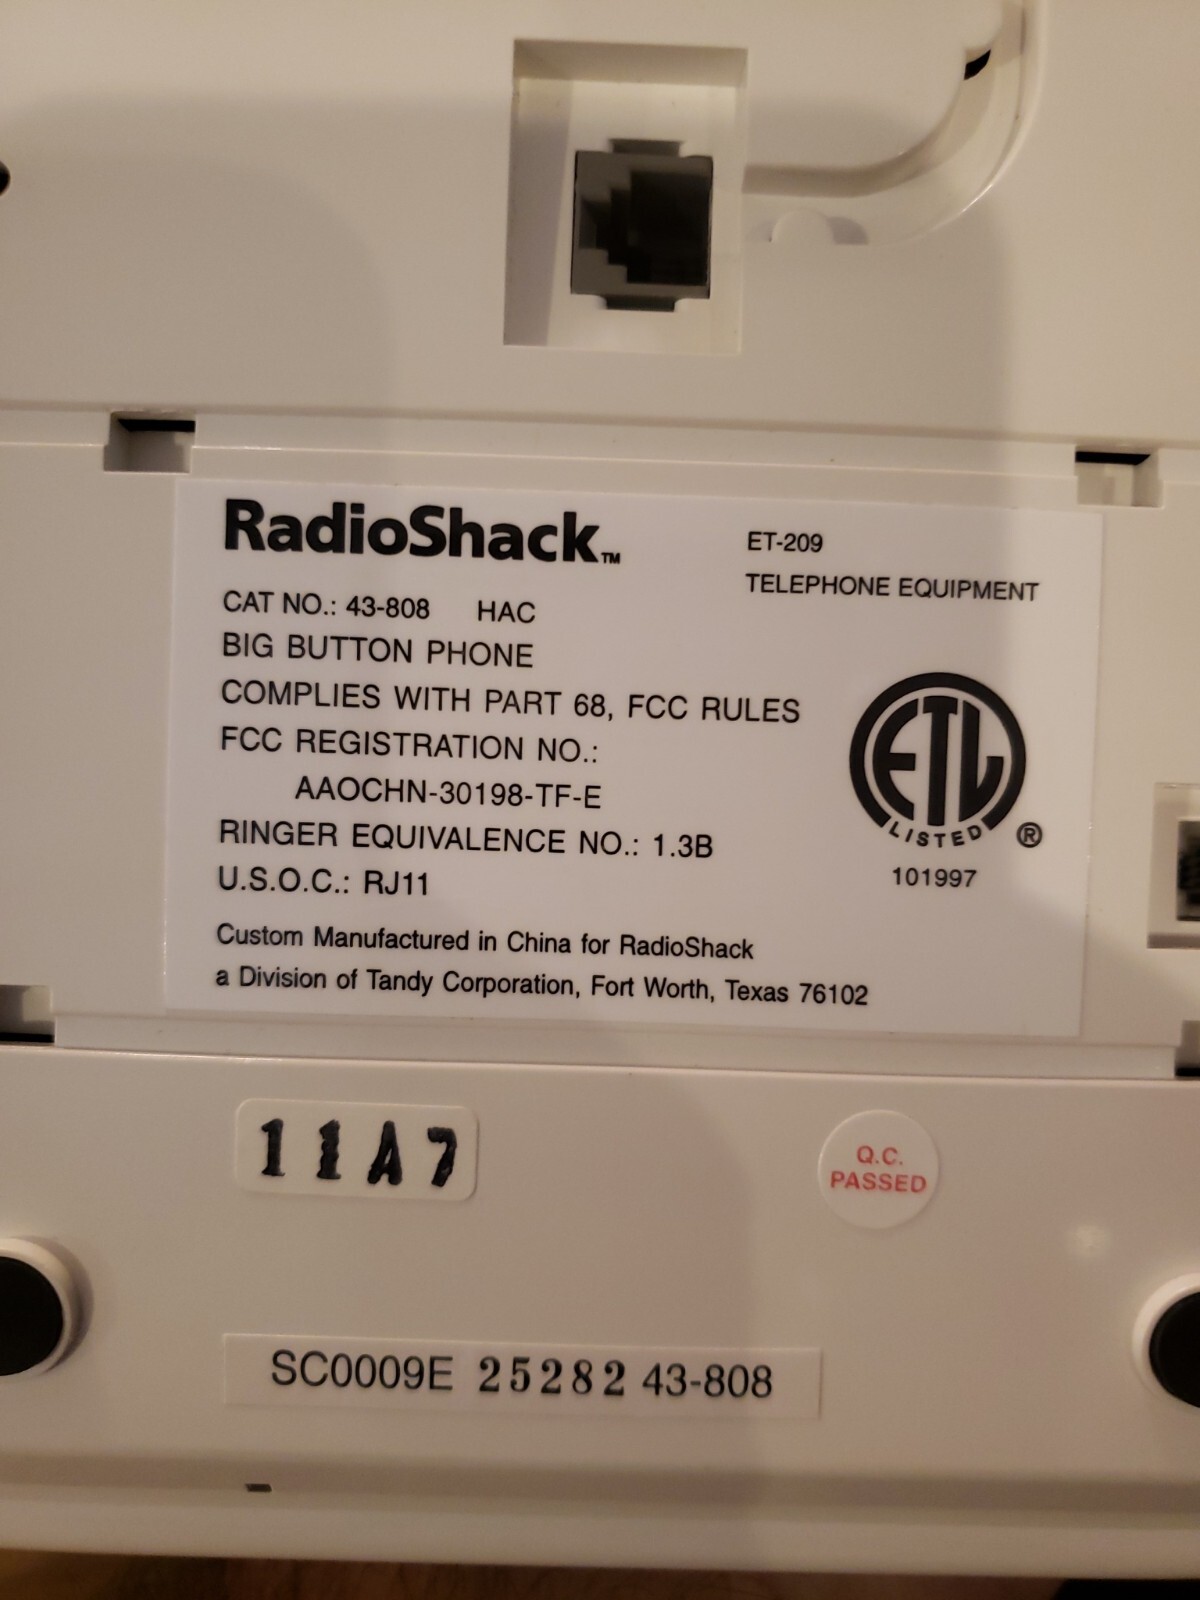 RadioShack™
ET-209
TELEPHONE EQUIPMENT
CAT NO.: 43-808 HAC
BIG BUTTON PHONE
COMPLIES WITH PART 68, FCC RULES
FCC REGISTRATION NO.:
AAOCHN-30198-TF-E
RINGER EQUIVALENCE NO.: 1.3B
U.S.O.C.: RJ11
ETL
LISTED ®
101997
Custom Manufactured in China for RadioShack
a Division of Tandy Corporation, Fort Worth, Texas 76102
11A7
Q.C.
PASSED
SC0009E 25282 43-808